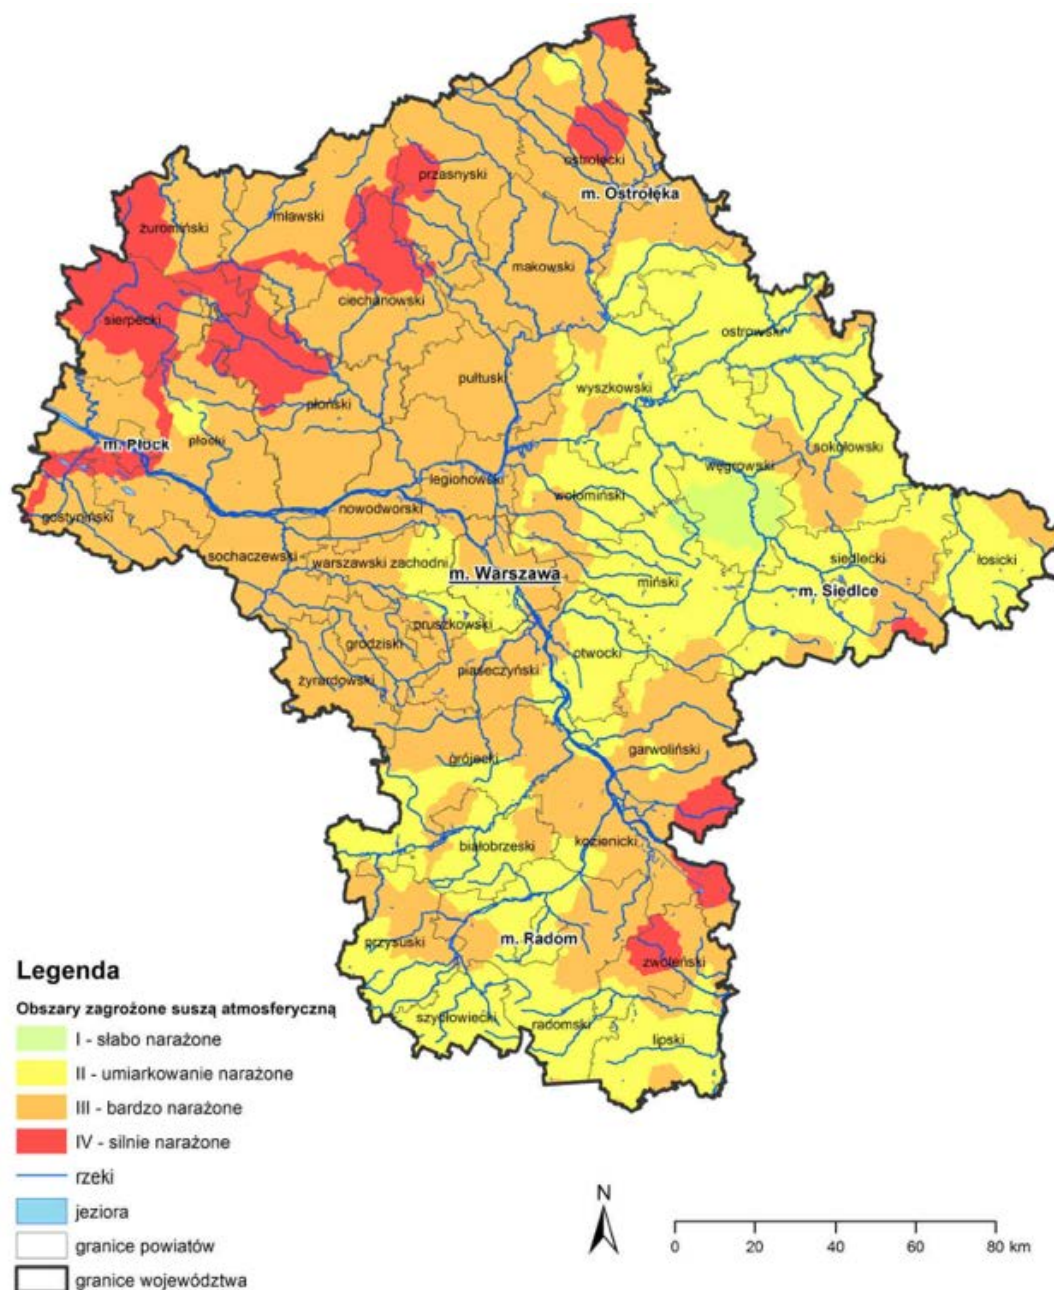 ostrołęcki
przasnyski
m. Ostrołęka
żuromiński
mławski
makowski
ciechanowski
sierpecki
ostrowski
pułtuski
wyszkowski
płoński
m. Płock
płocki
sokołowski
węgrowski
legionowski
wołomiński
nowodworski
gostyniński
sochaczewski
warszawski zachodni
siedlecki
łosicki
m. Warszawa
miński
m. Siedlce
pruszkowski
grodziski
otwocki
piaseczyński
żyrardowski
garwoliński
grójecki
kozienicki
białobrzeski
m. Radom
przysuski
zwoleński
szydłowiecki
radomski
lipski
Legenda
Obszary zagrożone suszą atmosferyczną
I - słabo narażone
II - umiarkowanie narażone
III - bardzo narażone
IV - silnie narażone
rzeki
jeziora
granice powiatów
granice województwa
N
0 20 40 80 km